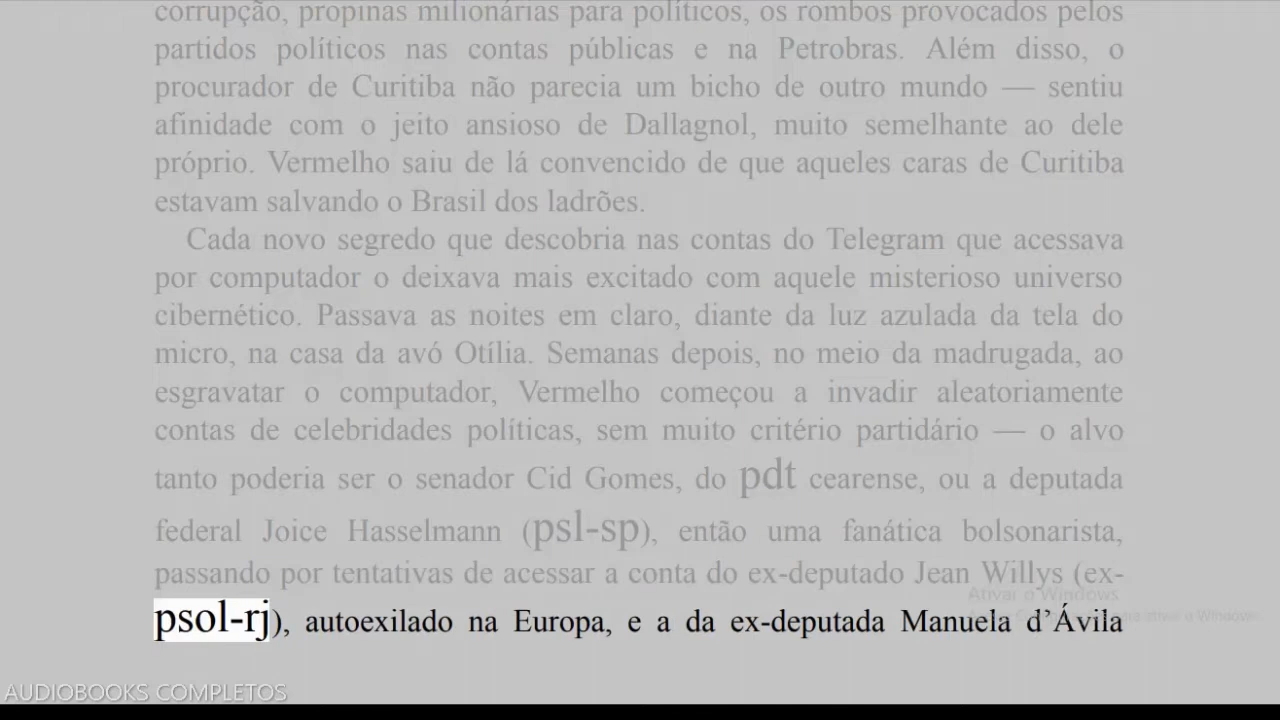 corrupção, propinas milionárias para políticos, os rombos provocados pelos
partidos políticos nas contas públicas e na Petrobras. Além disso, o
procurador de Curitiba não parecia um bicho de outro mundo — sentiu
afinidade com o jeito ansioso de Dallagnol, muito semelhante ao dele
próprio. Vermelho saiu de lá convencido de que aqueles caras de Curitiba
estavam salvando o Brasil dos ladrões.
Cada novo segredo que descobria nas contas do Telegram que acessava
por computador o deixava mais excitado com aquele misterioso universo
cibernético. Passava as noites em claro, diante da luz azulada da tela do
micro, na casa da avó Otília. Semanas depois, no meio da madrugada, ao
esgravatar o computador, Vermelho começou a invadir aleatoriamente
contas de celebridades políticas, sem muito critério partidário — o alvo
tanto poderia ser o senador Cid Gomes, do pdt cearense, ou a deputada
federal Joice Hasselmann (psl-sp), então uma fanática bolsonarista,
passando por tentativas de acessar a conta do ex-deputado Jean Willys (ex-
Ativar o Windows
psol-rj), autoexilado na Europa, e a da ex-deputada Manuela d’Ávila
ativar o Windows.
AUDIOBOOKS COMPLETOS